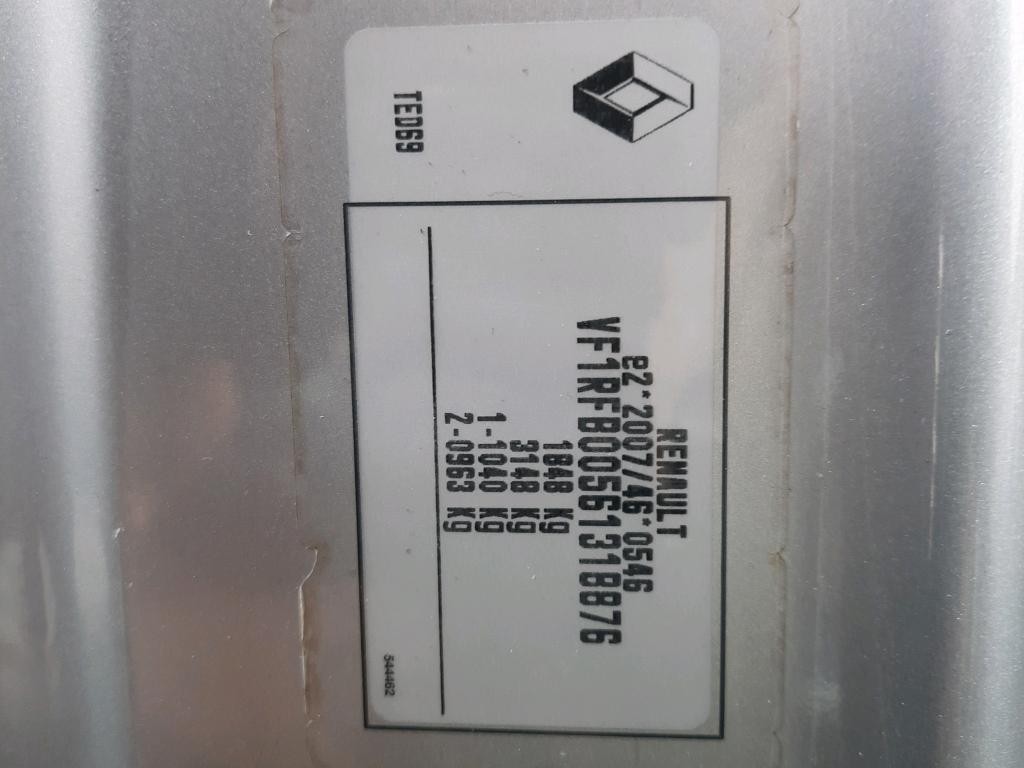 RENAULT
e2*2007/46*0546
VF1RFB00561318876
1848 Kg
3148 Kg
1-1040 Kg
2-0963 Kg
TED69
544462